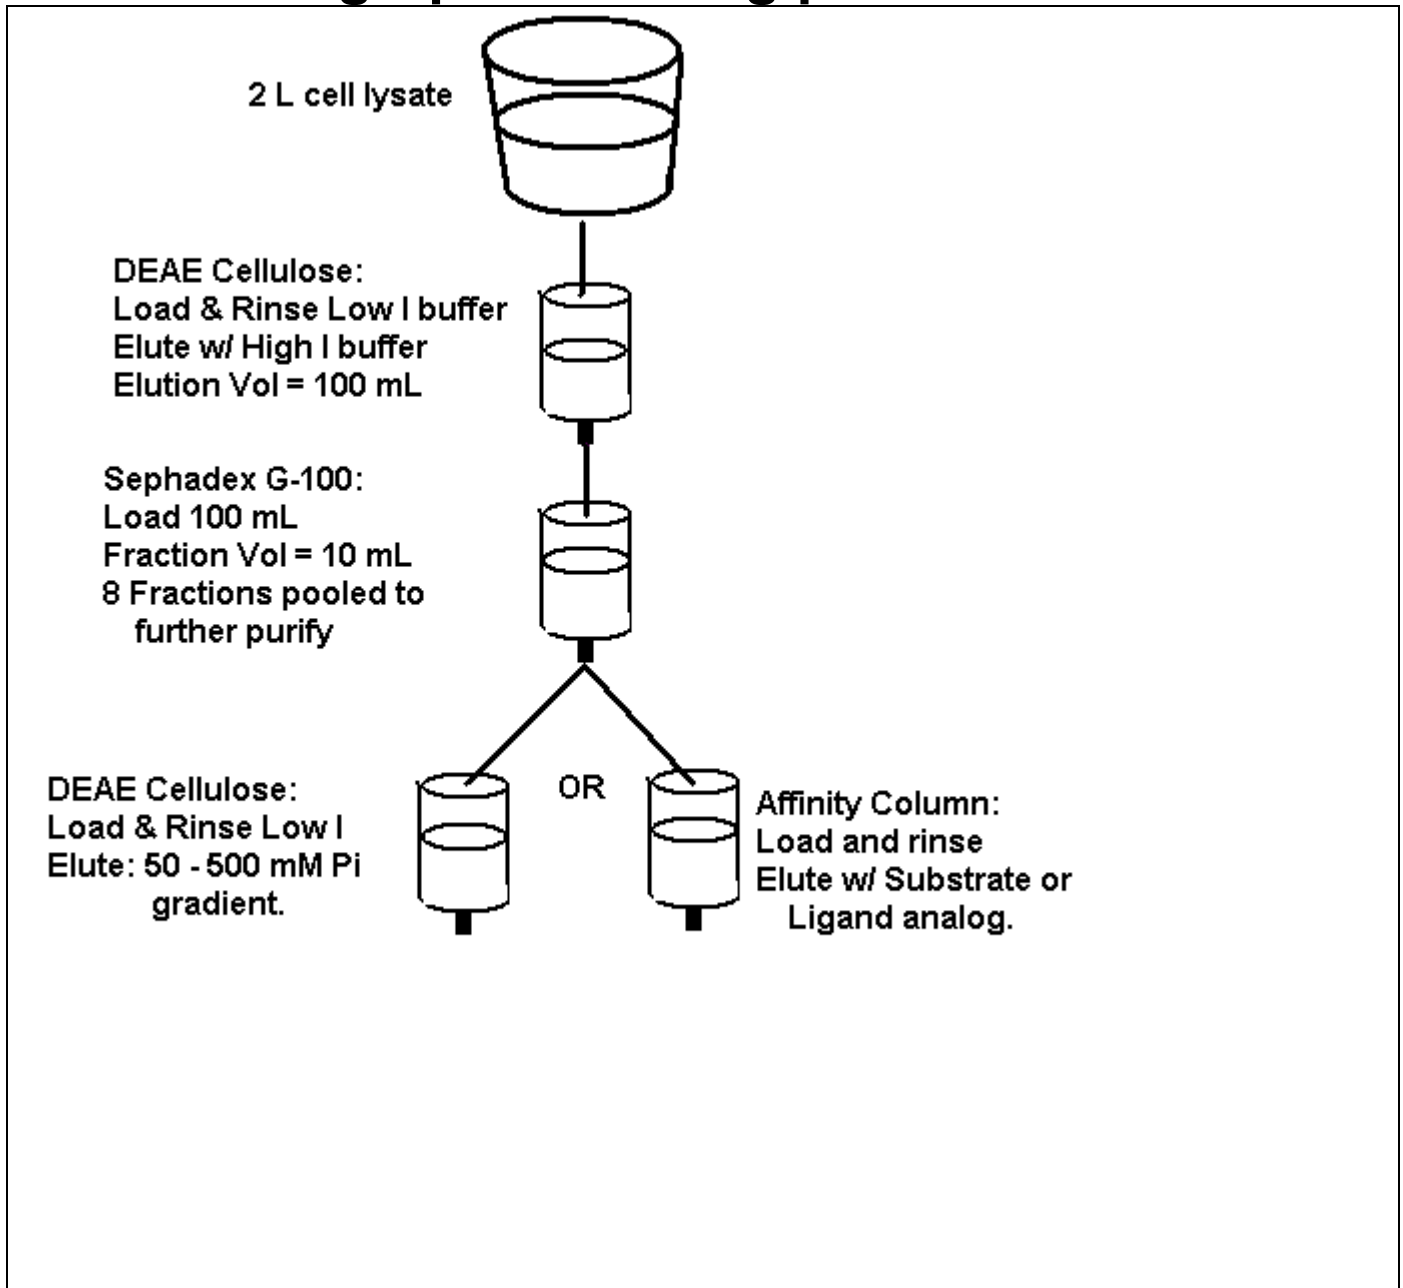 2 L cell lysate
DEAE Cellulose:
Load & Rinse Low I buffer
Elute w/ High I buffer
Elution Vol = 100 mL
Sephadex G-100:
Load 100 mL
Fraction Vol = 10 mL
8 Fractions pooled to
further purify
DEAE Cellulose:
Load & Rinse Low I
Elute: 50 - 500 mM Pi
gradient.
OR
Affinity Column:
Load and rinse
Elute w/ Substrate or
Ligand analog.